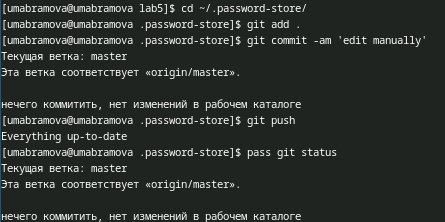 [umabramova@umabramova lab5]$ cd ~/.password-store/
[umabramova@umabramova .password-store]$ git add .
[umabramova@umabramova .password-store]$ git commit -am 'edit manually'
Текущая ветка: master
Эта ветка соответствует «origin/master».
нечего коммитить, нет изменений в рабочем каталоге
[umabramova@umabramova .password-store]$ git push
Everything up-to-date
[umabramova@umabramova .password-store]$ pass git status
Текущая ветка: master
Эта ветка соответствует «origin/master».
нечего коммитить, нет изменений в рабочем каталоге